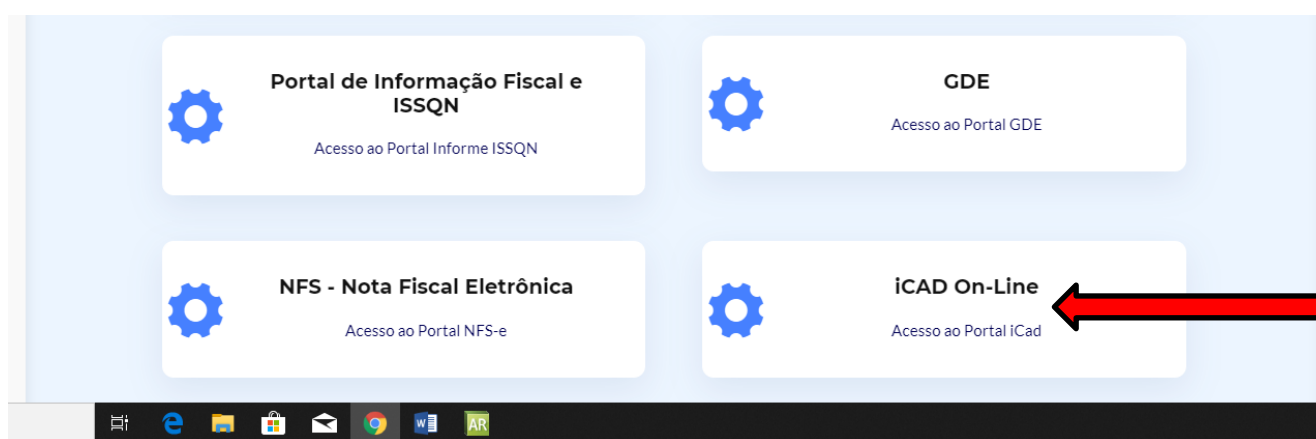 Portal de Informação Fiscal e
ISSQN
Acesso ao Portal Informe ISSQN
GDE
Acesso ao Portal GDE
NFS - Nota Fiscal Eletrônica
Acesso ao Portal NFS-e
iCAD On-Line
Acesso ao Portal iCad
W
AR